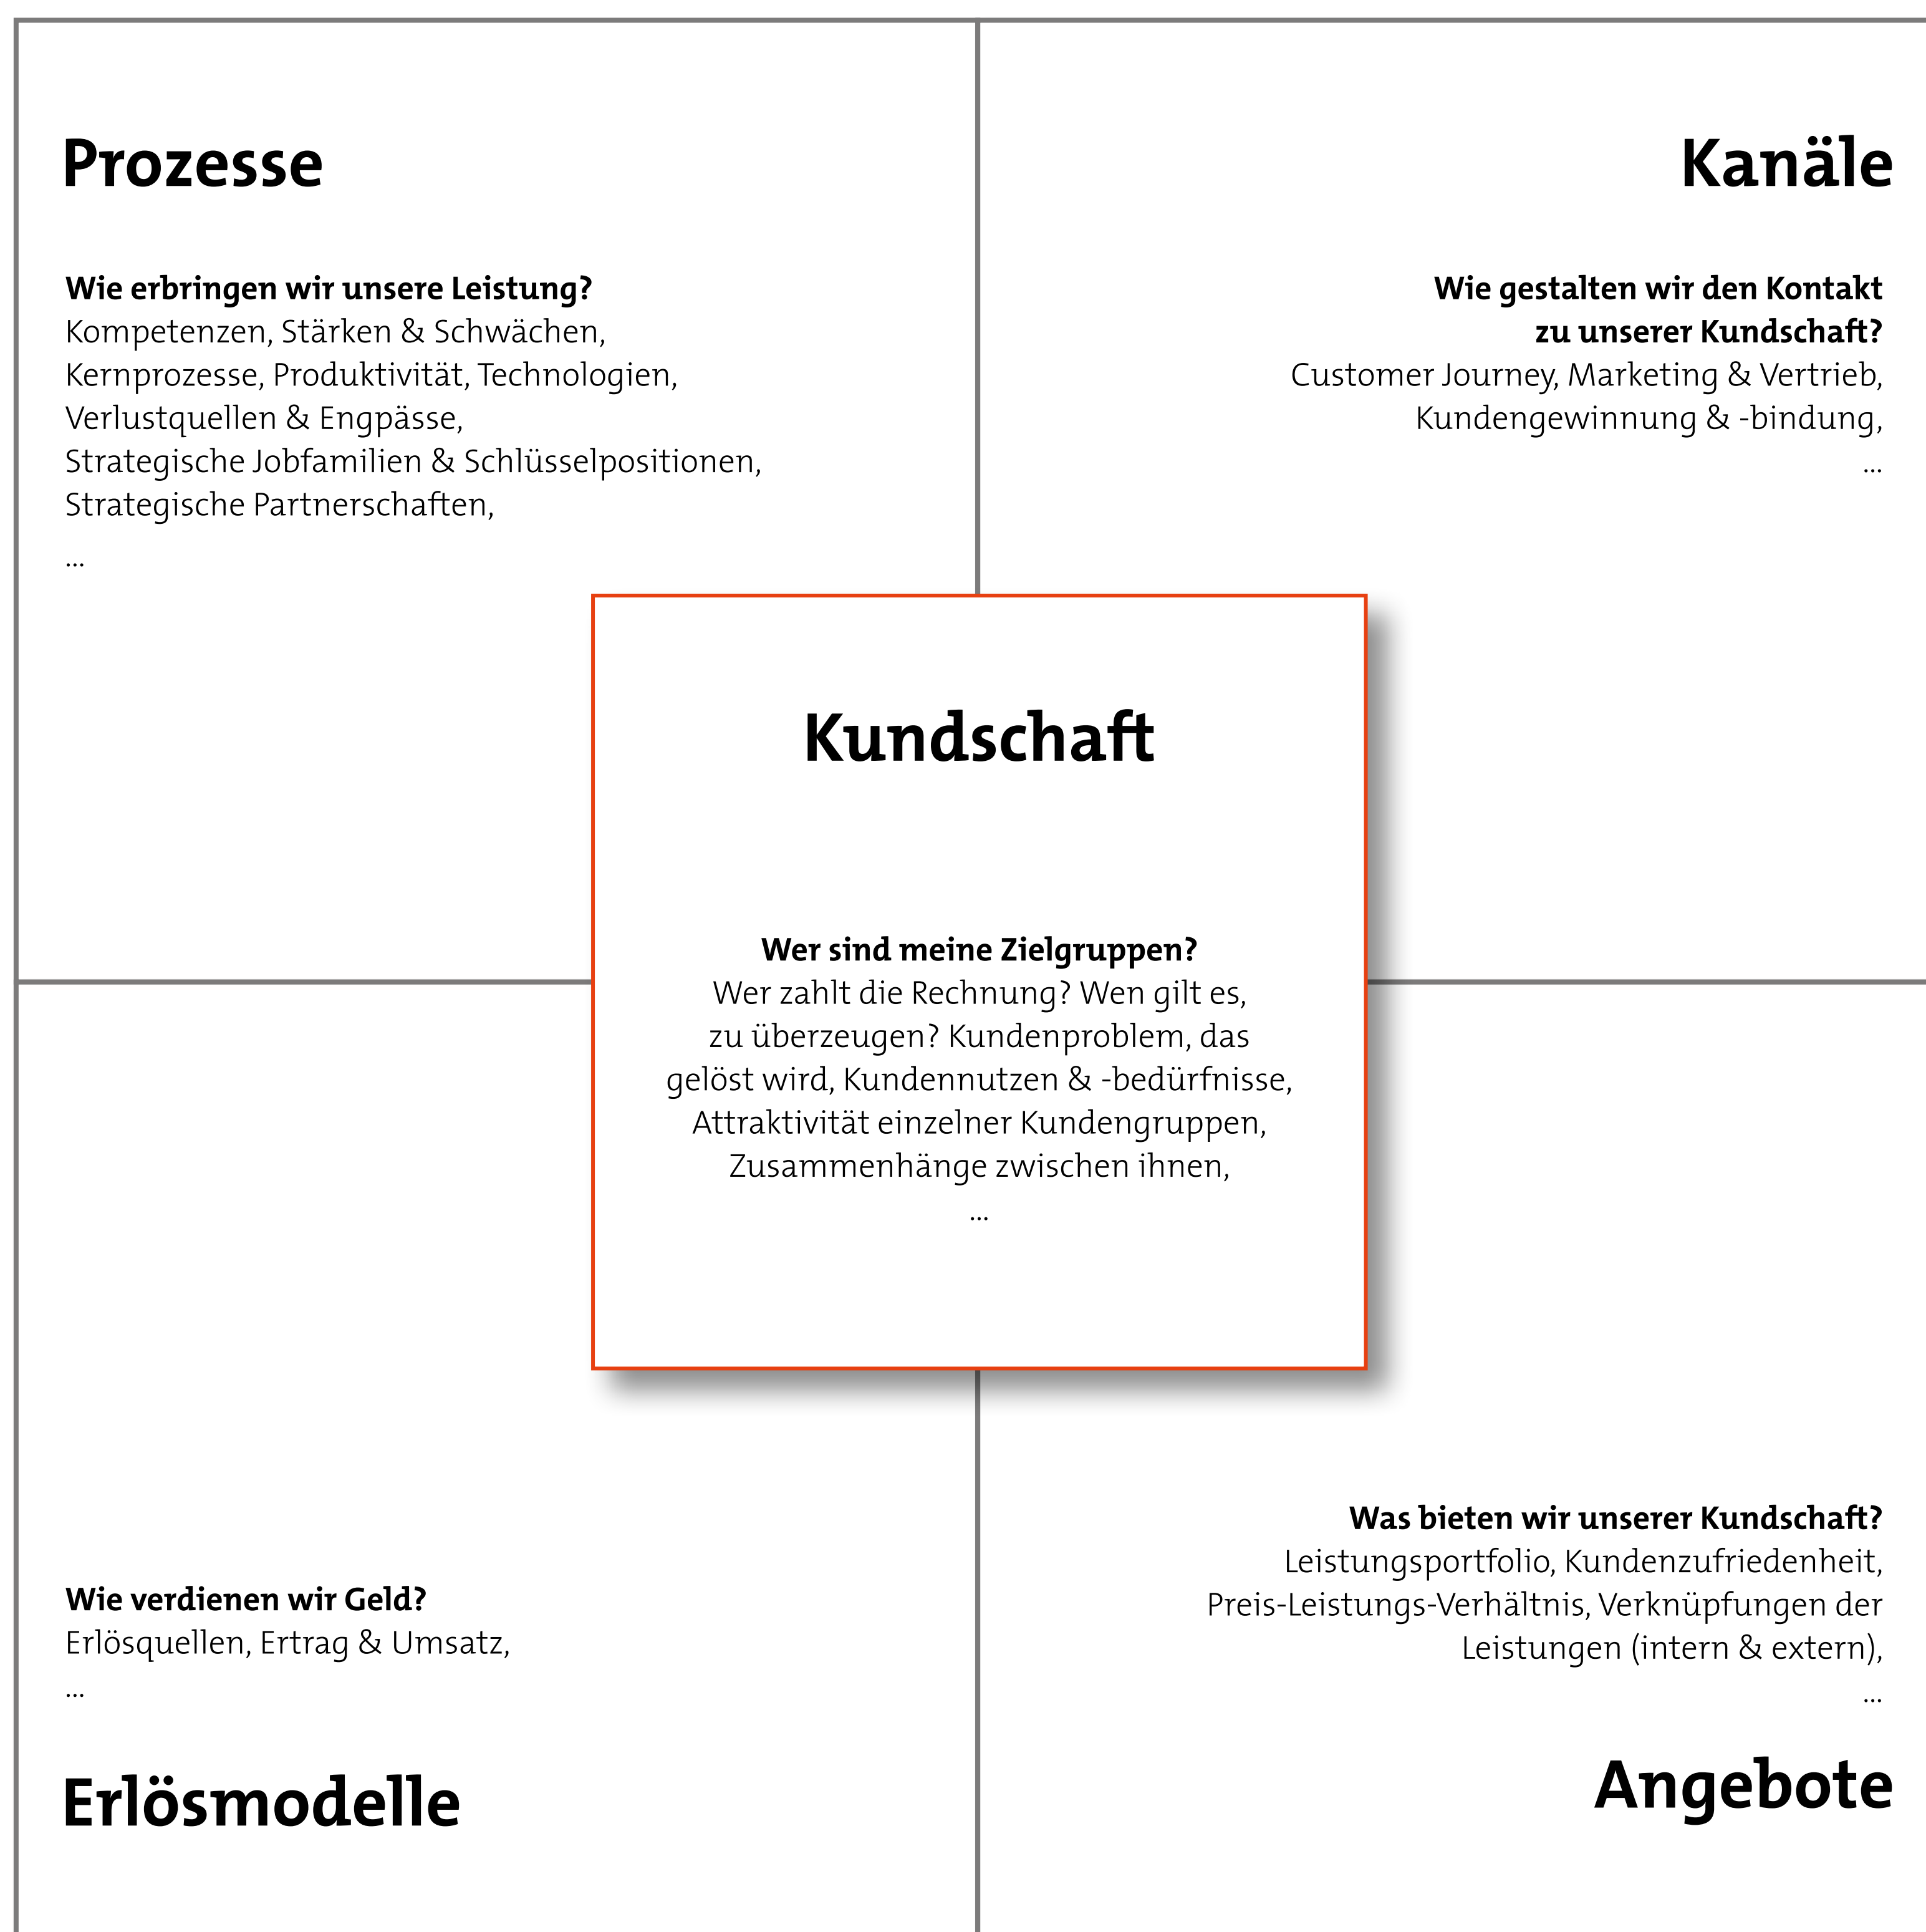 Prozesse
Wie erbringen wir unsere Leistung?
Kompetenzen, Stärken & Schwächen,
Kernprozesse, Produktivität, Technologien,
Verlustquellen & Engpässe,
Strategische Jobfamilien & Schlüsselpositionen,
Strategische Partnerschaften,
...
Kanäle
Wie gestalten wir den Kontakt
zu unserer Kundschaft?
Customer Journey, Marketing & Vertrieb,
Kundengewinnung & -bindung,
...
Kundschaft
Wer sind meine Zielgruppen?
Wer zahlt die Rechnung? Wen gilt es,
zu überzeugen? Kundenproblem, das
gelöst wird, Kundennutzen & -bedürfnisse,
Attraktivität einzelner Kundengruppen,
Zusammenhänge zwischen ihnen,
...
Wie verdienen wir Geld?
Erlösquellen, Ertrag & Umsatz,
...
Erlösmodelle
Was bieten wir unserer Kundschaft?
Leistungsportfolio, Kundenzufriedenheit,
Preis-Leistungs-Verhältnis, Verknüpfungen der
Leistungen (intern & extern),
...
Angebote